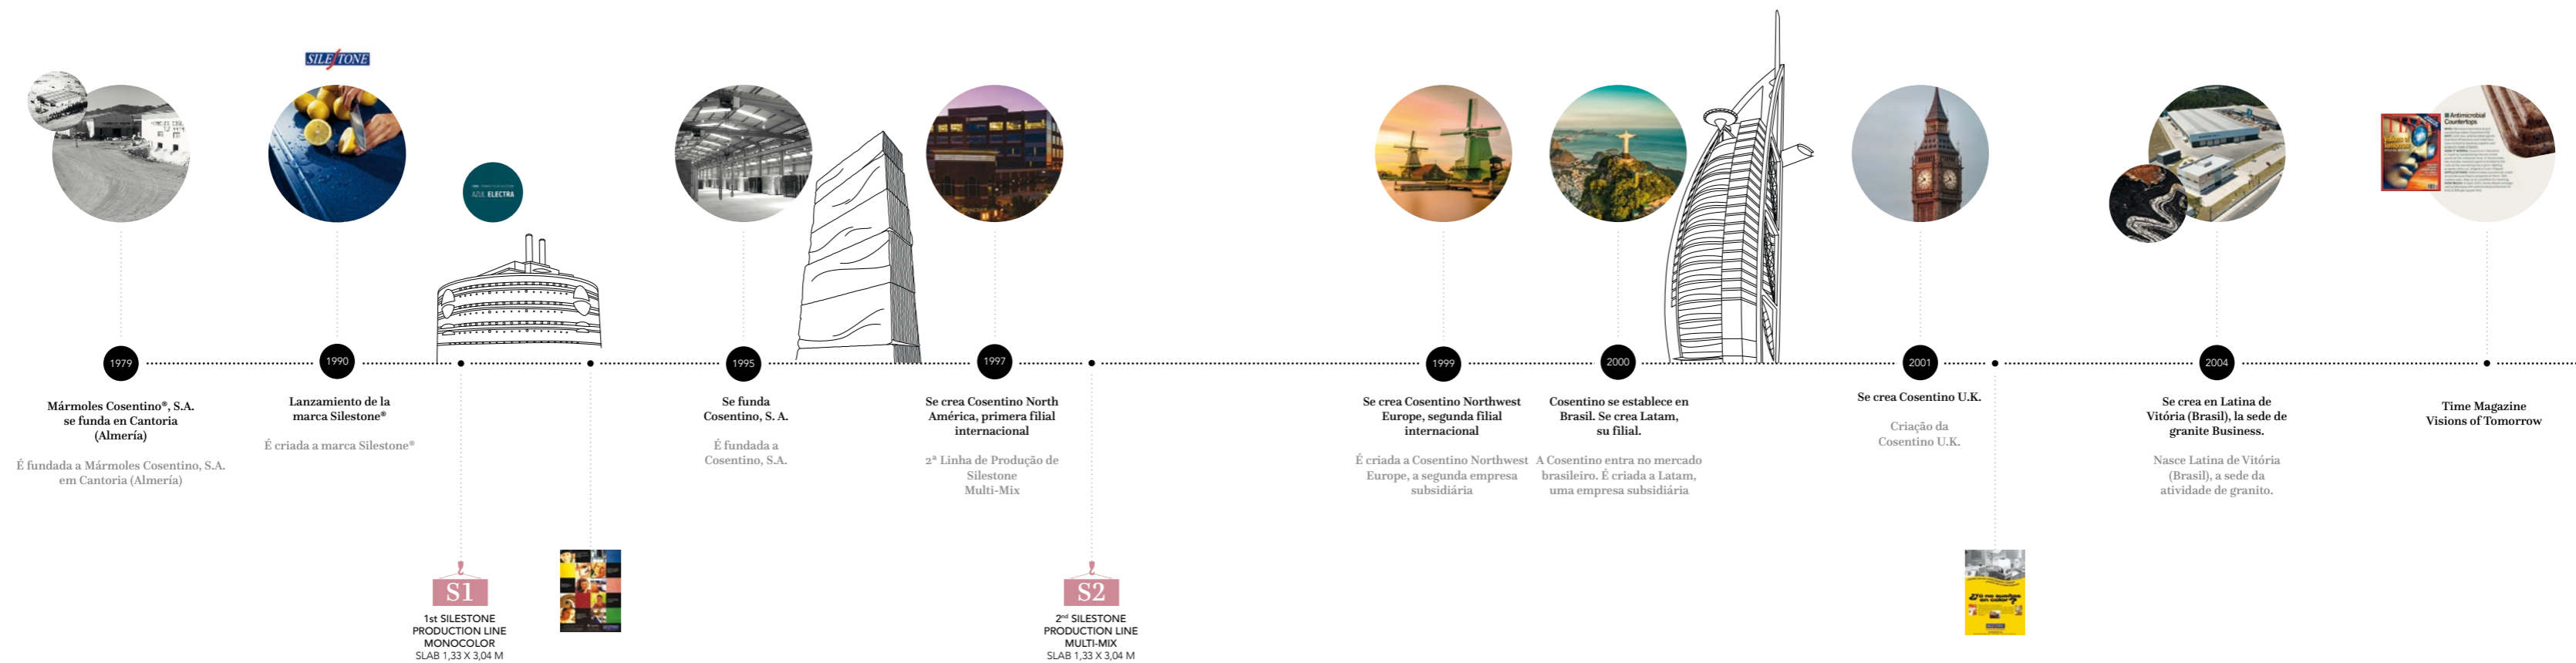 SILESTONE
AZUL ELECTRA
Antimicrobial
Countertops
1979
1990
1995
1997
1999
2000
2001
2004
Mármoles Cosentino®, S.A.
se funda en Cantoria
(Almería)
É fundada a Mármoles Cosentino, S.A.
em Cantoria (Almería)
Lanzamiento de la
marca Silestone®
É criada a marca Silestone®
Se funda
Cosentino, S. A.
É fundada a
Cosentino, S.A.
Se crea Cosentino North
América, primera filial
internacional
2ª Linha de Produção de
Silestone
Multi-Mix
Se crea Cosentino Northwest
Europe, segunda filial
internacional
É criada a Cosentino Northwest
Europe, a segunda empresa
subsidiária
Cosentino se establece en
Brasil. Se crea Latam,
su filial.
A Cosentino entra no mercado
brasileiro. É criada a Latam,
uma empresa subsidiária
Se crea Cosentino U.K.
Criação da
Cosentino U.K.
Se crea en Latina de
Vitória (Brasil), la sede de
granite Business.
Nasce Latina de Vitória
(Brasil), a sede da
atividade de granito.
Time Magazine
Visions of Tomorrow
S1
1st SILESTONE
PRODUCTION LINE
MONOCOLOR
SLAB 1,33 X 3,04 M
S2
2nd SILESTONE
PRODUCTION LINE
MULTI-MIX
SLAB 1,33 X 3,04 M
¿Tú no sueñas
en color?